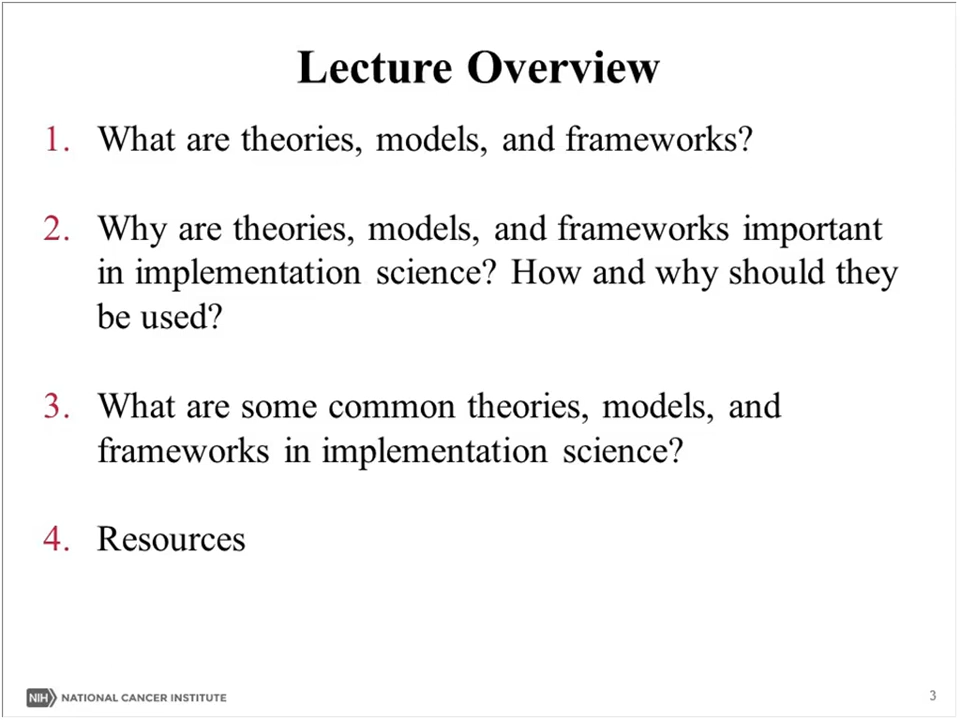 Lecture Overview
1. What are theories, models, and frameworks?
2. Why are theories, models, and frameworks important
in implementation science? How and why should they
be used?
3. What are some common theories, models, and
frameworks in implementation science?
4. Resources
NIH NATIONAL CANCER INSTITUTE
3